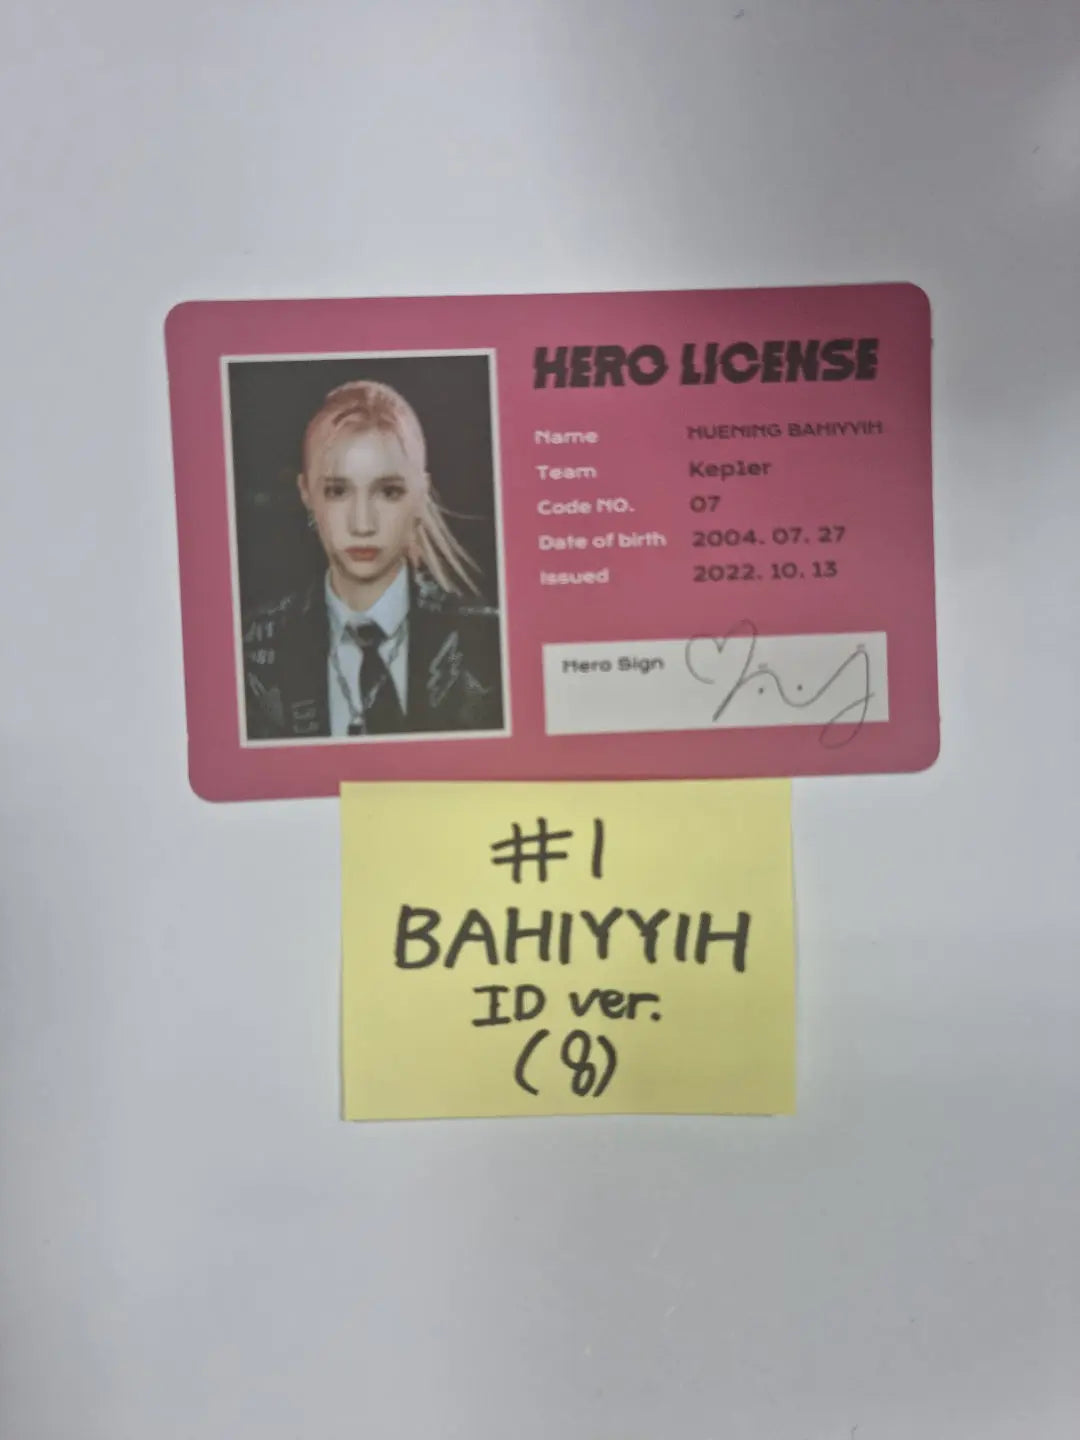 HERO LICENSE
Name HUENING BAHIYYIH
Team Kep1er
Code NO. 07
Date of birth 2004. 07. 27
Issued 2022. 10. 13
Hero Sign
#1
BAHIYYIH
ID ver.
(8)